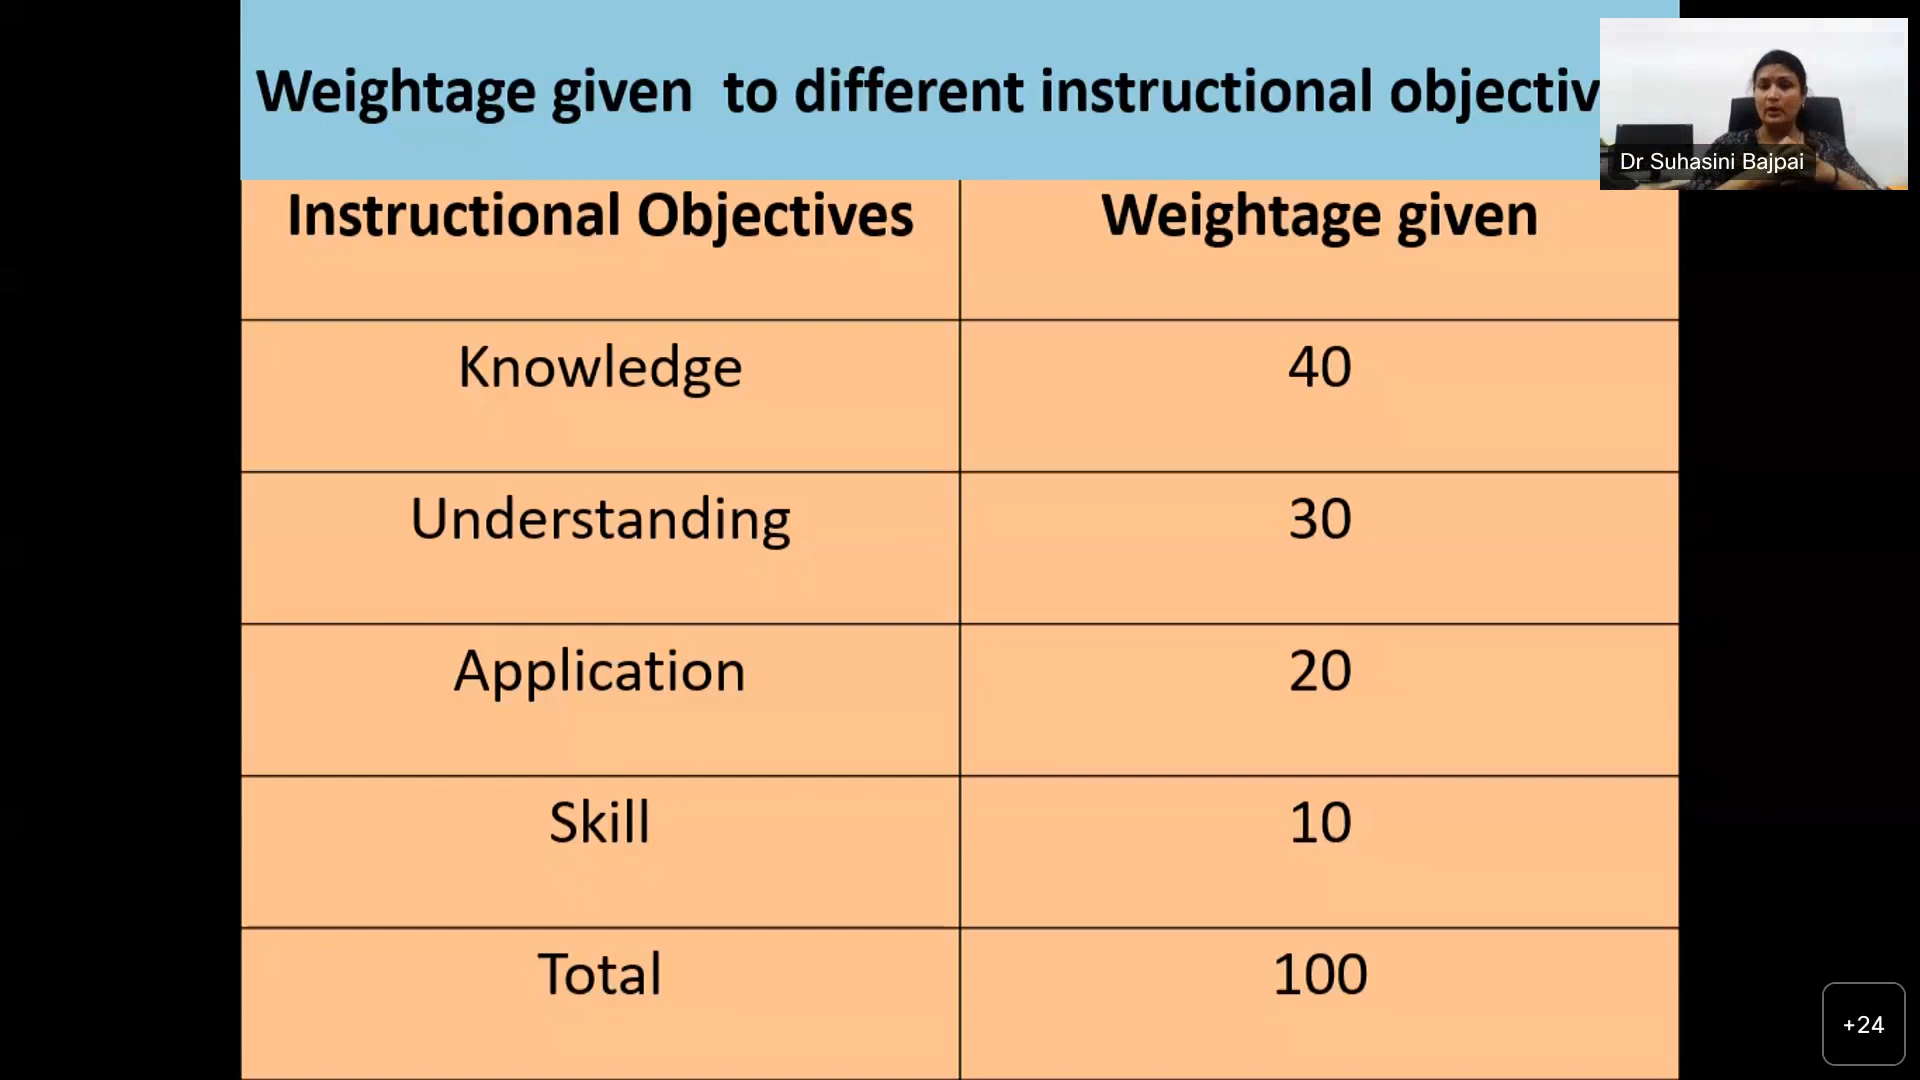 Weightage given to different instructional objectiv
Dr Suhasini Bajpai
Instructional Objectives Weightage given
Knowledge 40
Understanding 30
Application 20
Skill 10
Total 100
+24